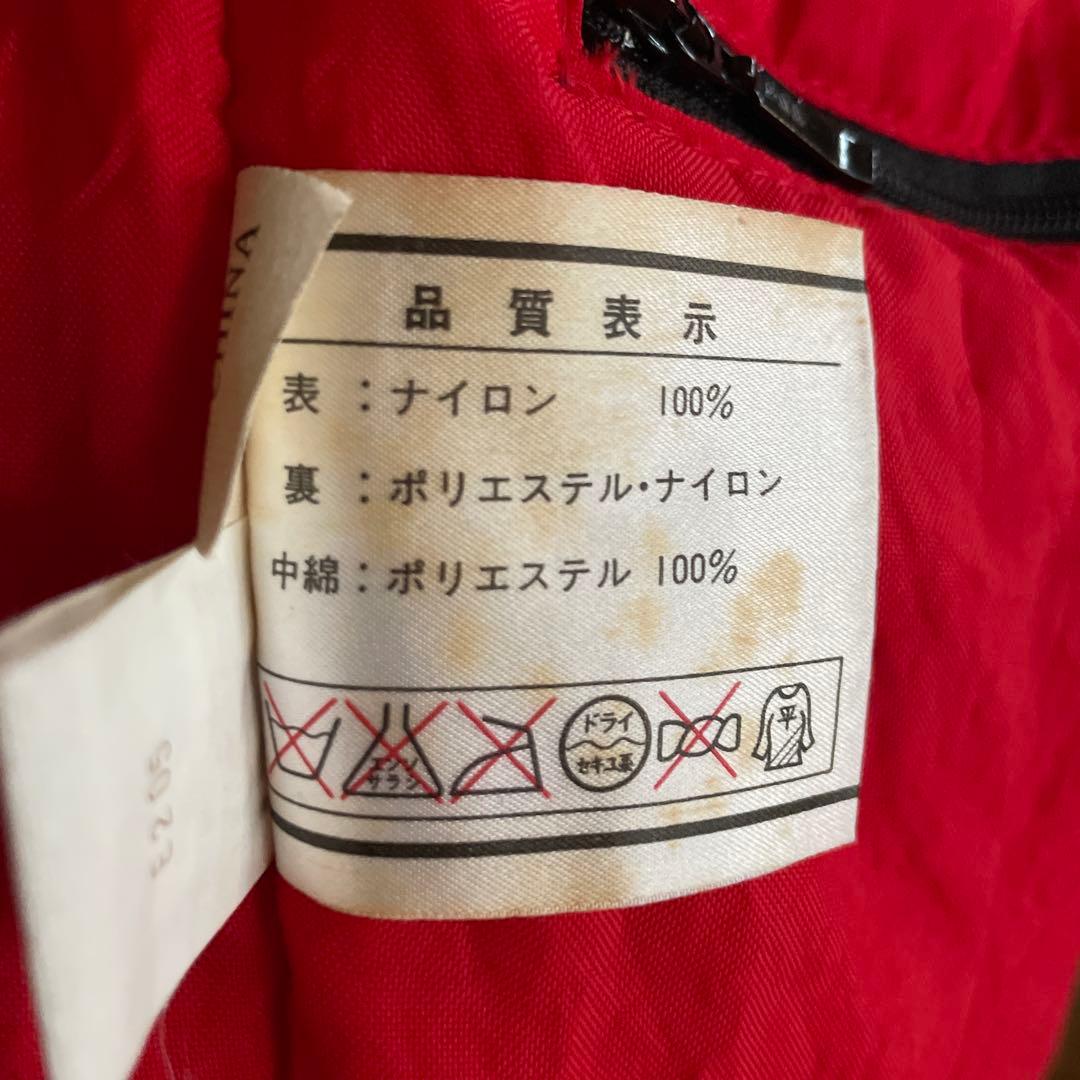 CHINA
品質表示
表：ナイロン 100%
裏：ポリエステル・ナイロン
中綿：ポリエステル 100%
エンソ
サラシ
ドライ
セキユ系
平